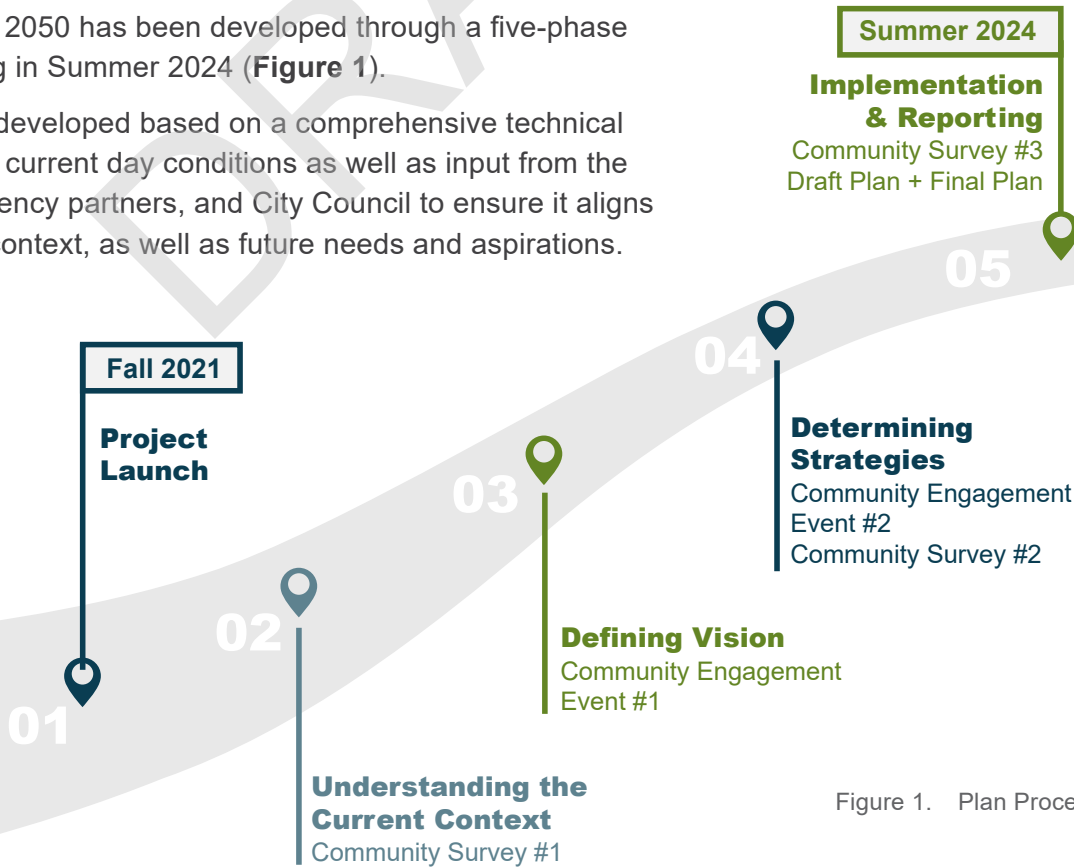 2050 has been developed through a five-phase
g in Summer 2024 (Figure 1).
developed based on a comprehensive technical
current day conditions as well as input from the
ency partners, and City Council to ensure it aligns
ontext, as well as future needs and aspirations.
Summer 2024
Implementation
& Reporting
Community Survey #3
Draft Plan + Final Plan
05
04
Determining
Strategies
Community Engagement
Event #2
Community Survey #2
Fall 2021
Project
Launch
03
Defining Vision
Community Engagement
Event #1
02
Understanding the
Current Context
Community Survey #1
01
Figure 1. Plan Proce
DRA